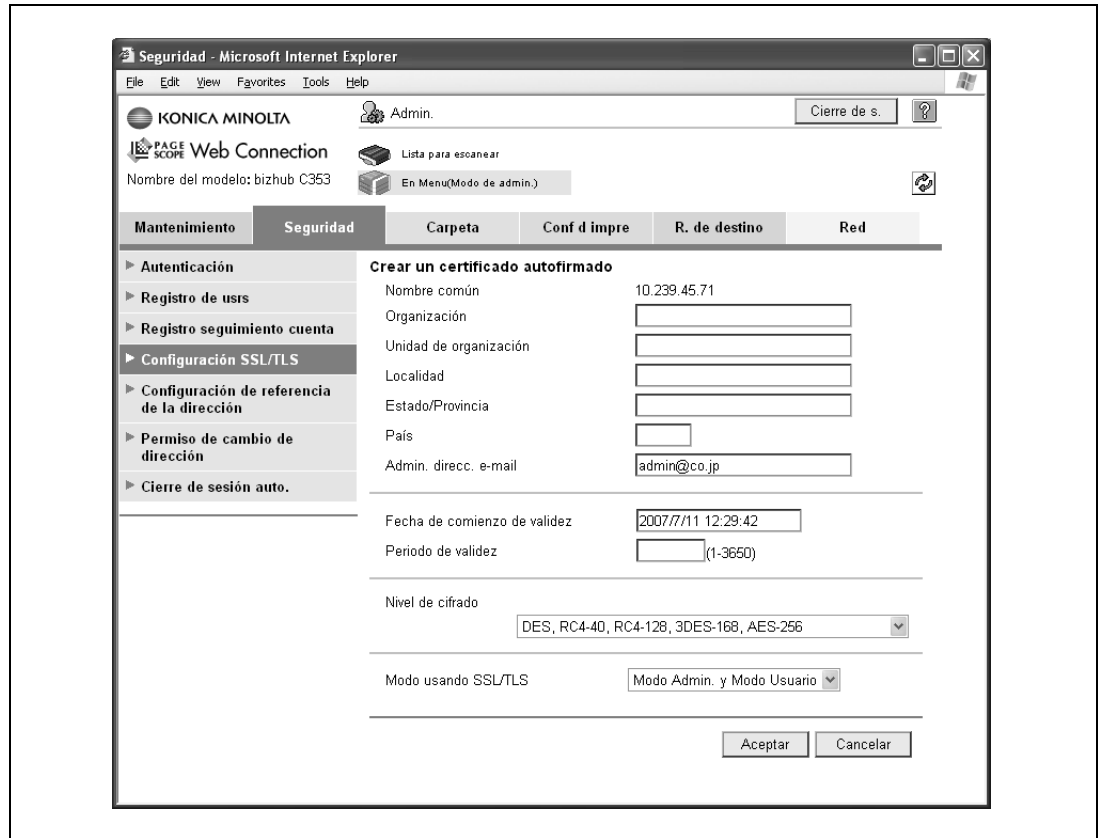 Seguridad - Microsoft Internet Explorer
File Edit View Favorites Tools Help
KONICA MINOLTA
Admin.
Cierre de s.
?
PAGE SCOPE Web Connection
Lista para escanear
Nombre del modelo: bizhub C353
En Menu(Modo de admin.)
Mantenimiento Seguridad Carpeta Conf d impre R. de destino Red
Autenticación
Registro de usrs
Registro seguimiento cuenta
Configuración SSL/TLS
Configuración de referencia
de la dirección
Permiso de cambio de
dirección
Cierre de sesión auto.
Crear un certificado autofirmado
Nombre común 10.239.45.71
Organización
Unidad de organización
Localidad
Estado/Provincia
País
Admin. direcc. e-mail admin@co.jp
Fecha de comienzo de validez 2007/7/11 12:29:42
Periodo de validez (1-3650)
Nivel de cifrado
DES, RC4-40, RC4-128, 3DES-168, AES-256
Modo usando SSL/TLS Modo Admin. y Modo Usuario
Aceptar Cancelar